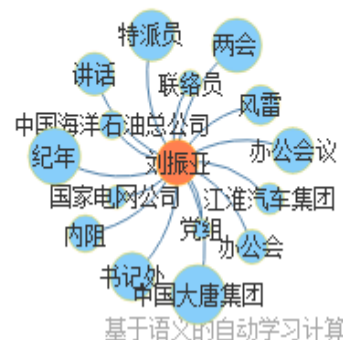 特派员
两会
讲话
联络员
风雷
中国海洋石油总公司
办公会议
纪年
刘振亚
国家电网公司
江淮汽车集团
内阻
党组
办公会
书记处
中国大唐集团
基于语义的自动学习计算